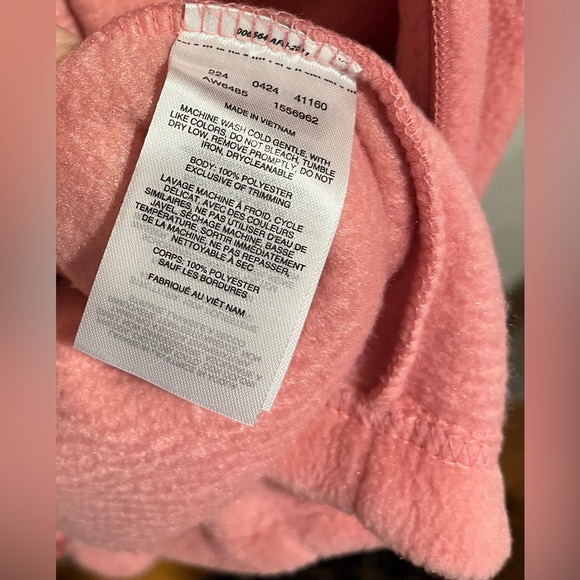 224 0424 41160
AW6485 1556962
MADE IN VIETNAM
MACHINE WASH COLD GENTLE, WITH
LIKE COLORS, DO NOT BLEACH, TUMBLE
DRY LOW, REMOVE PROMPTLY, DO NOT
IRON, DRYCLEANABLE
BODY: 100% POLYESTER
EXCLUSIVE OF TRIMMING
LAVAGE MACHINE À FROID, CYCLE
DÉLICAT, AVEC DES COULEURS
SIMILAIRES, NE PAS UTILISER D'EAU DE
JAVEL, SÉCHAGE MACHINE, BASSE
TEMPÉRATURE, SORTIR IMMÉDIATEMENT
DE LA MACHINE, NE PAS REPASSER,
NETTOYABLE À SEC
CORPS: 100% POLYESTER
SAUF LES BORDURES
FABRIQUÉ AU VIÊT NAM